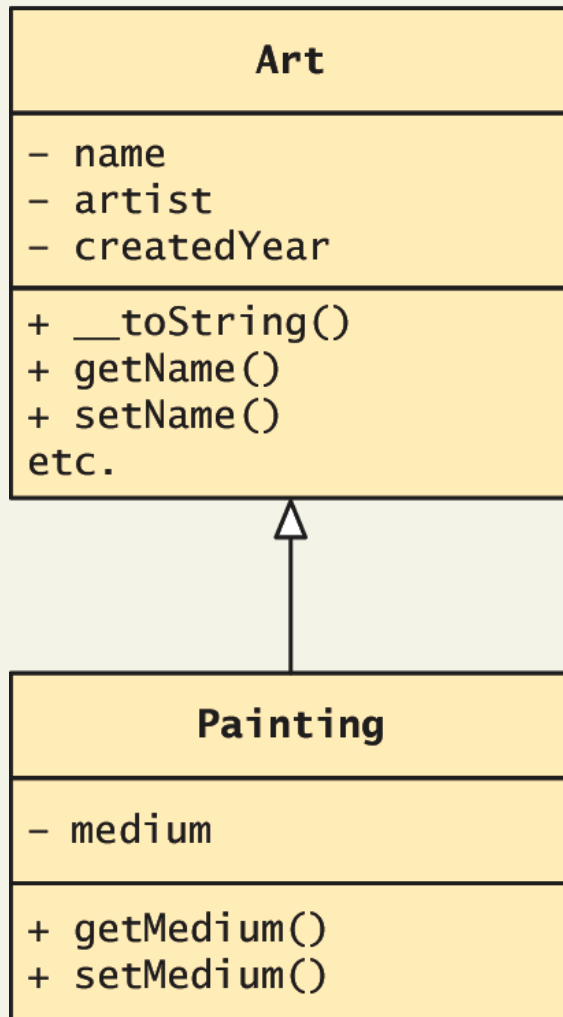 Art
– name
– artist
– createdYear
+ __toString()
+ getName()
+ setName()
etc.
Painting
– medium
+ getMedium()
+ setMedium()